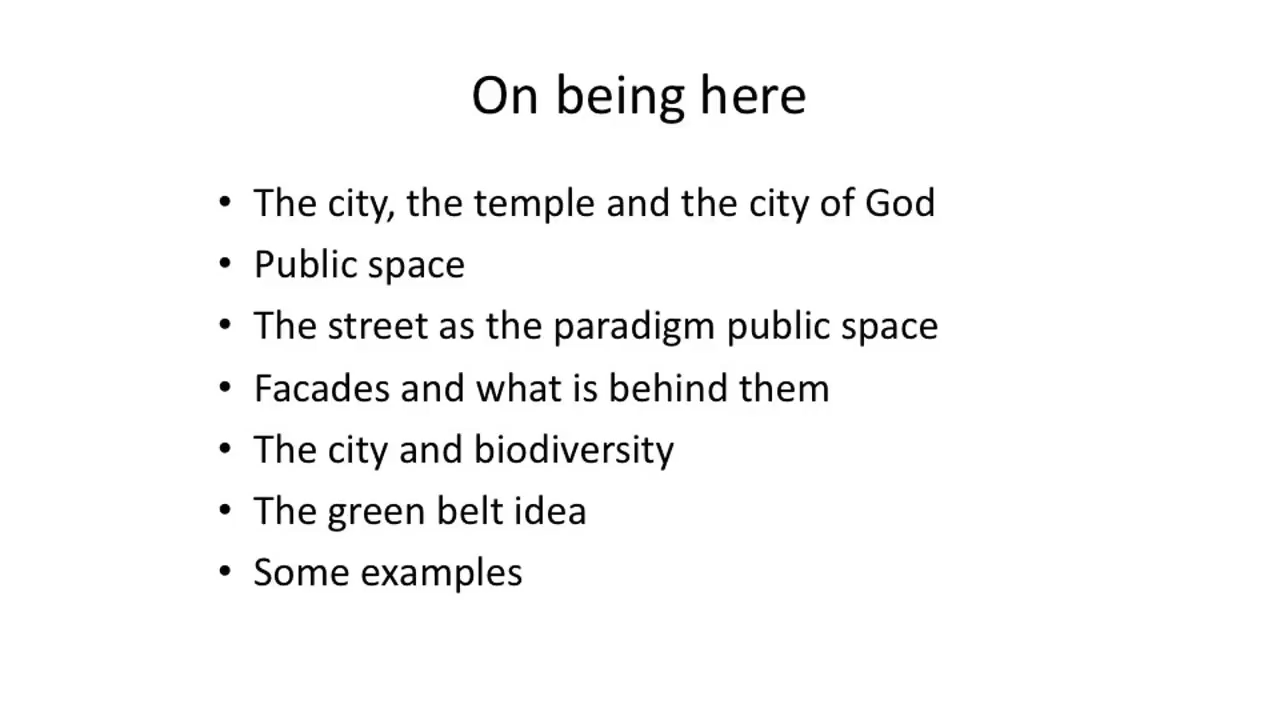 On being here
• The city, the temple and the city of God
• Public space
• The street as the paradigm public space
• Facades and what is behind them
• The city and biodiversity
• The green belt idea
• Some examples